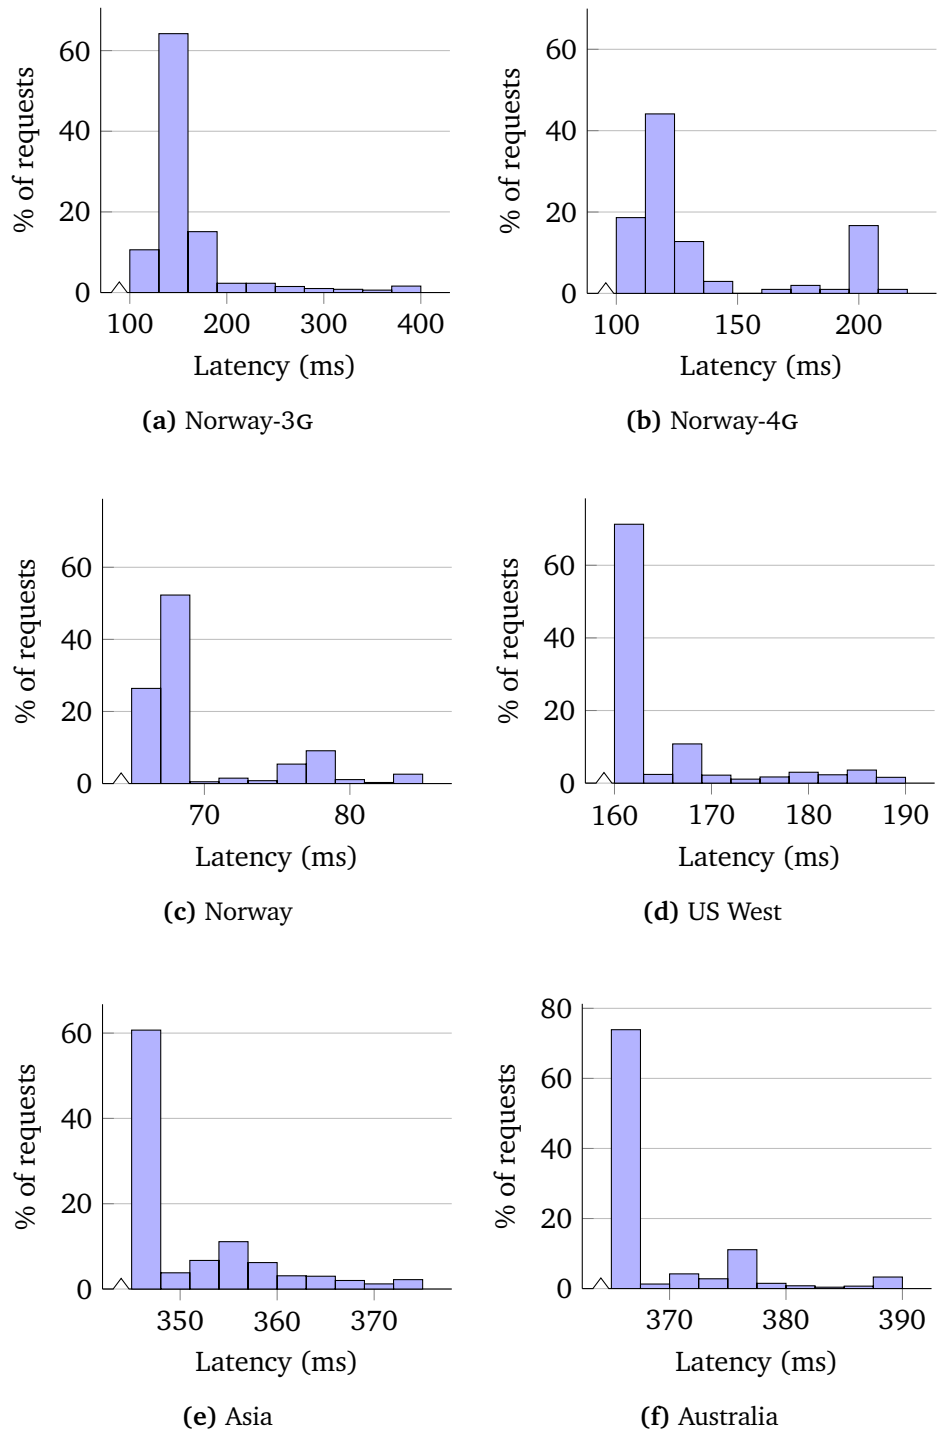 % of requests
60
40
20
0
100 200 300 400
Latency (ms)
(a) Norway-3G
% of requests
60
40
20
0
100 150 200
Latency (ms)
(b) Norway-4G
% of requests
60
40
20
0
70 80
Latency (ms)
(c) Norway
% of requests
60
40
20
0
160 170 180 190
Latency (ms)
(d) US West
% of requests
60
40
20
0
350 360 370
Latency (ms)
(e) Asia
% of requests
80
60
40
20
0
370 380 390
Latency (ms)
(f) Australia